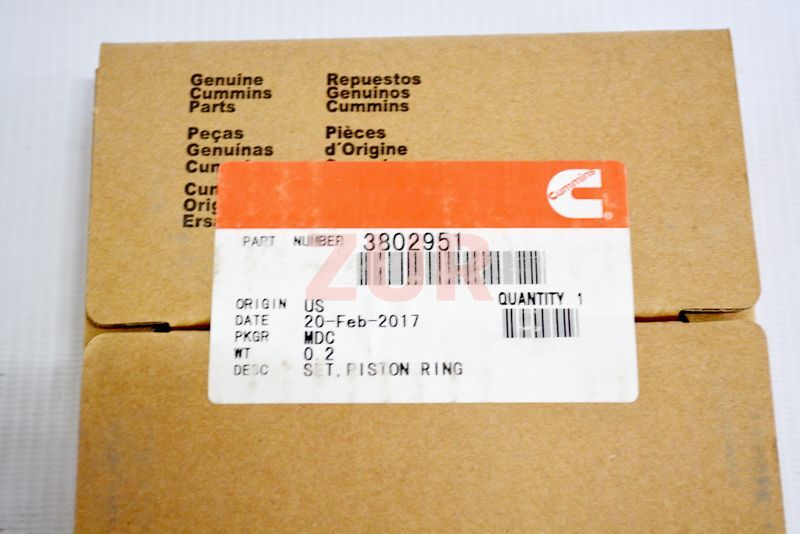 Genuine
Cummins
Parts
Repuestos
Genuinos
Cummins
Peças
Genuínas
Pièces
d'Origine
Cummins
®
PART NUMBER 3802951
ZUR
ORIGIN US
QUANTITY 1
DATE 20-Feb-2017
PKGR MDC
WT 0.2
DESC SET,PISTON RING